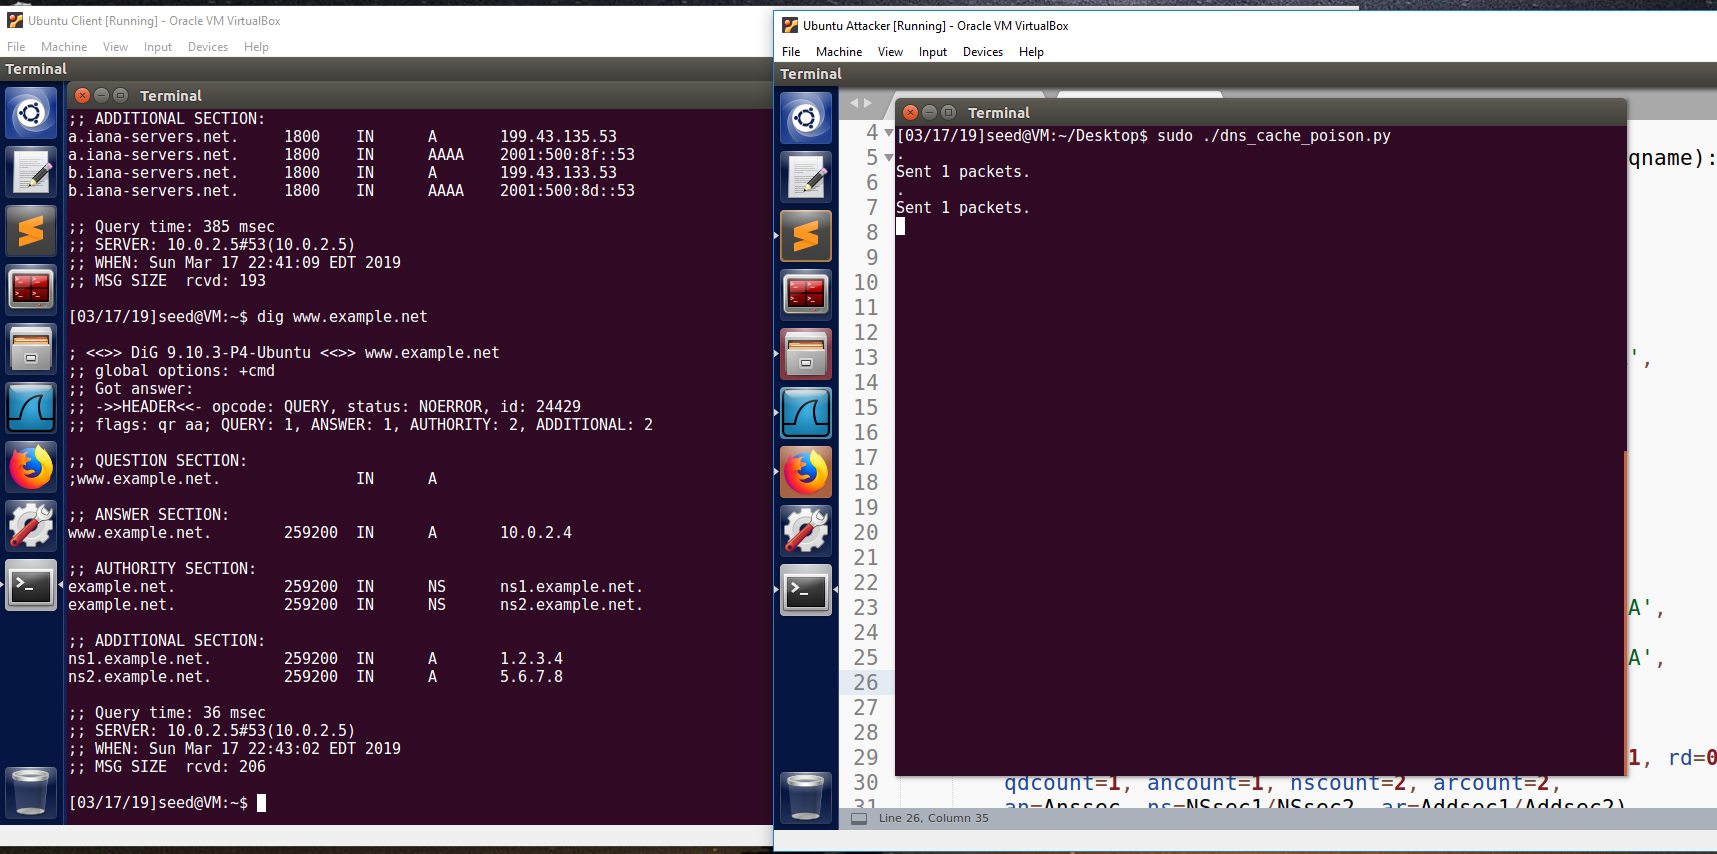 Ubuntu Client [Running] - Oracle VM VirtualBox
File Machine View Input Devices Help
Terminal
Terminal
;; ADDITIONAL SECTION:
a.iana-servers.net. 1800 IN A 199.43.135.53
a.iana-servers.net. 1800 IN AAAA 2001:500:8f::53
b.iana-servers.net. 1800 IN A 199.43.133.53
b.iana-servers.net. 1800 IN AAAA 2001:500:8d::53
;; Query time: 385 msec
;; SERVER: 10.0.2.5#53(10.0.2.5)
;; WHEN: Sun Mar 17 22:41:09 EDT 2019
;; MSG SIZE rcvd: 193
[03/17/19]seed@VM:~$ dig www.example.net
; <<>> DiG 9.10.3-P4-Ubuntu <<>> www.example.net
;; global options: +cmd
;; Got answer:
;; ->>HEADER<<- opcode: QUERY, status: NOERROR, id: 24429
;; flags: qr aa; QUERY: 1, ANSWER: 1, AUTHORITY: 2, ADDITIONAL: 2
;; QUESTION SECTION:
;www.example.net. IN A
;; ANSWER SECTION:
www.example.net. 259200 IN A 10.0.2.4
;; AUTHORITY SECTION:
example.net. 259200 IN NS ns1.example.net.
example.net. 259200 IN NS ns2.example.net.
;; ADDITIONAL SECTION:
ns1.example.net. 259200 IN A 1.2.3.4
ns2.example.net. 259200 IN A 5.6.7.8
;; Query time: 36 msec
;; SERVER: 10.0.2.5#53(10.0.2.5)
;; WHEN: Sun Mar 17 22:43:02 EDT 2019
;; MSG SIZE rcvd: 206
[03/17/19]seed@VM:~$
Ubuntu Attacker [Running] - Oracle VM VirtualBox
File Machine View Input Devices Help
Terminal
Terminal
[03/17/19]seed@VM:~/Desktop$ sudo ./dns_cache_poison.py
.
Sent 1 packets.
.
Sent 1 packets.
4
5 qname):
6
7
8
9
10
11
12
13 ',
14
15
16
17
18
19
20
21
22
23 A',
24
25 A',
26
27
28
29 1, rd=0
30 qdcount=1, ancount=1, nscount=2, arcount=2,
31 an=Anssec, ns=NSsec1/NSsec2, ar=Addsec1/Addsec2)
Line 26, Column 35